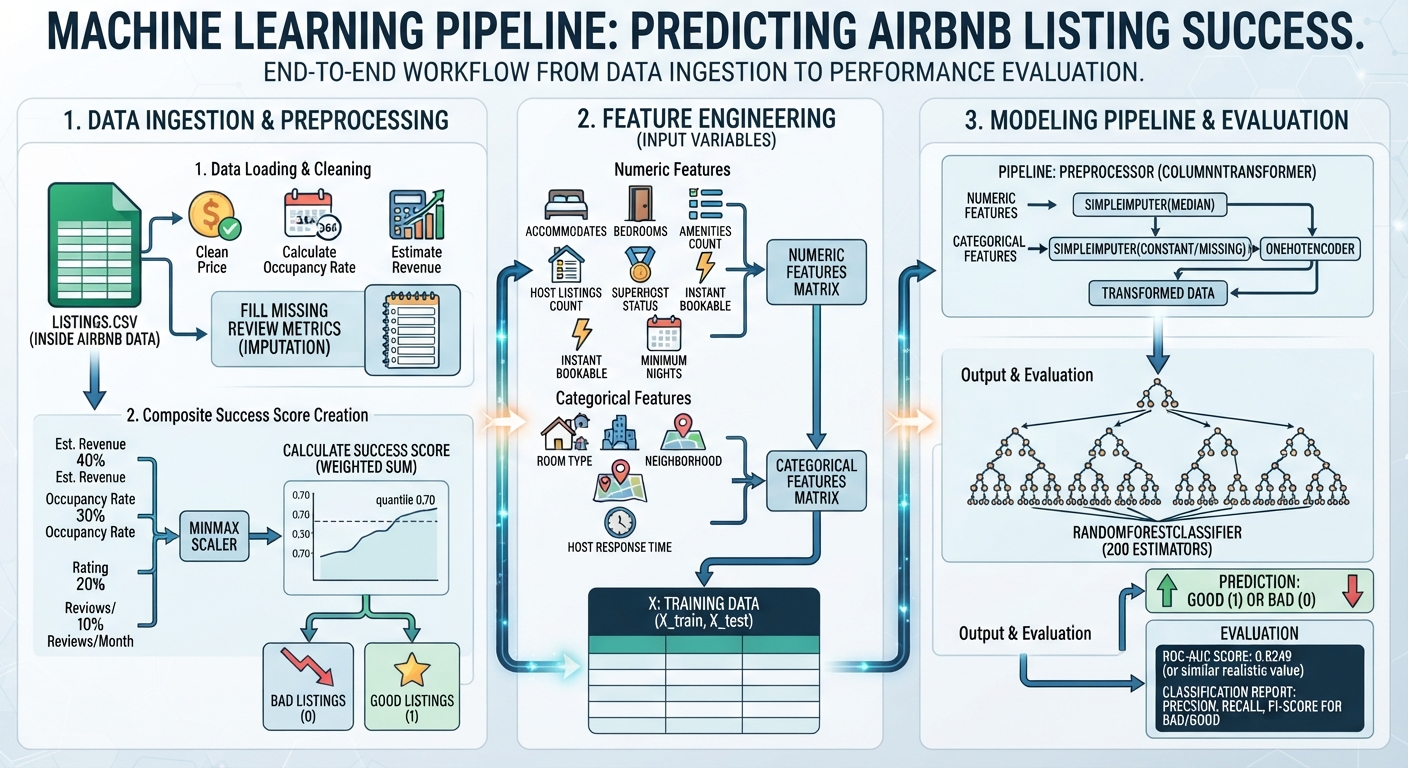 MACHINE LEARNING PIPELINE: PREDICTING AIRBNB LISTING SUCCESS.
END-TO-END WORKFLOW FROM DATA INGESTION TO PERFORMANCE EVALUATION.
1. DATA INGESTION & PREPROCESSING
1. Data Loading & Cleaning
Clean
Price
Calculate
Occupancy Rate
Estimate
Revenue
LISTINGS.CSV
(INSIDE AIRBNB DATA)
FILL MISSING
REVIEW METRICS
(IMPUTATION)
2. Composite Success Score Creation
Est. Revenue
40%
Est. Revenue
Occupancy Rate
30%
Occupancy Rate
Rating
20%
Reviows/
10%
Reviews/Month
MINMAX
SCALER
CALCULATE SUCCESS SCORE
(WEIGHTED SUM)
quantile 0.70
0.70
0.70
0.30
0.70
BAD LISTINGS
(0)
GOOD LISTINGS
(1)
2. FEATURE ENGINEERING
(INPUT VARIABLES)
Numeric Features
ACCOMMODATES
BEDROOMS
AMENITIES
COUNT
HOST LISTINGS
COUNT
SUPERHOST
STATUS
INSTANT
BOOKABLE
INSTANT
BOOKABLE
MINIMUM
NIGHTS
NUMERIC
FEATURES
MATRIX
Categorical Features
ROOM TYPE
NEIGHBORHOOD
HOST RESPONSE TIME
CATEGORICAL
FEATURES
MATRIX
X: TRAINING DATA
(X_train, X_test)
3. MODELING PIPELINE & EVALUATION
PIPELINE: PREPROCESSOR (COLUMNNTRANSFORMER)
NUMERIC
FEATURES
SIMPLEIMPUTER(MEDIAN)
CATEGORICAL
FEATURES
SIMPLEIMPUTER(CONSTANT/MISSING)
ONEHOTENCODER
TRANSFORMED DATA
Output & Evaluation
RANDOMFORESTCLASSIFIER
(200 ESTIMATORS)
Output & Evaluation
PREDICTION:
GOOD (1) OR BAD (0)
EVALUATION
ROC-AUC SCORE: 0.R249
(or similar realistic value)
CLASSIFICATION REPORT:
PRECSION, RECALL, FI-SCORE FOR
BAD/GOOD